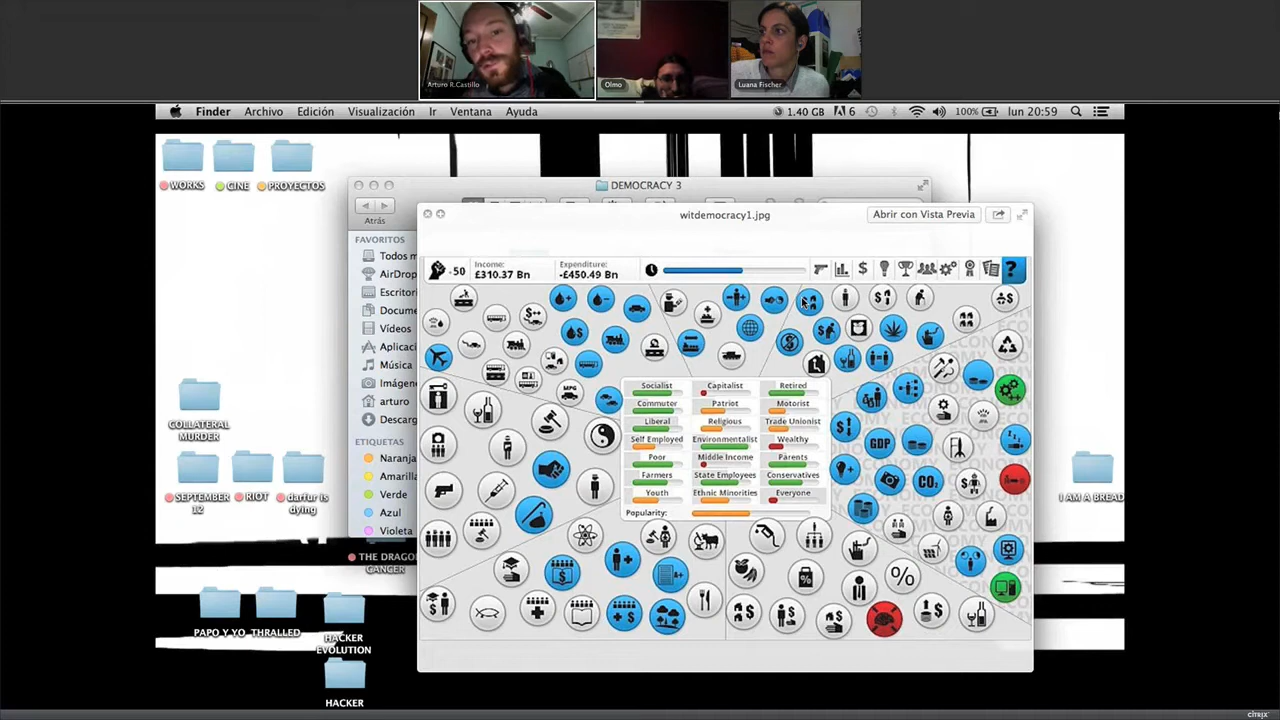 Arturo R.Castillo
Olmo
Luana Fischer
Finder Archivo Edición Visualización Ir Ventana Ayuda
1.40 GB 6 100% lun 20:59
WORKS CINE PROYECTOS
DEMOCRACY 3
witdemocracy1.jpg
Abrir con Vista Previa
Atrás
FAVORITOS
Todos m
AirDrop
Escritori
Docume
Vídeos
Aplicaci
Música
Imágene
arturo
Descarg
ETIQUETAS
Naranja
Amarilla
Verde
Azul
Violeta
COLLATERAL
MURDER
SEPTEMBER
12
RIOT
darfur is
dying
THE DRAGON
CANCER
PAPO Y YO THRALLED
HACKER
EVOLUTION
HACKER
I AM A BREAD
-50
Income:
£310.37 Bn
Expenditure:
-£450.49 Bn
?
Socialist Capitalist Retired
Commuter Patriot Motorist
Liberal Religious Trade Unionist
Self Employed Environmentalist Wealthy
Poor Middle Income Parents
Farmers State Employees Conservatives
Youth Ethnic Minorities Everyone
Popularity:
MPG
GDP
CO₂
%
ECONOMY
CITRIX